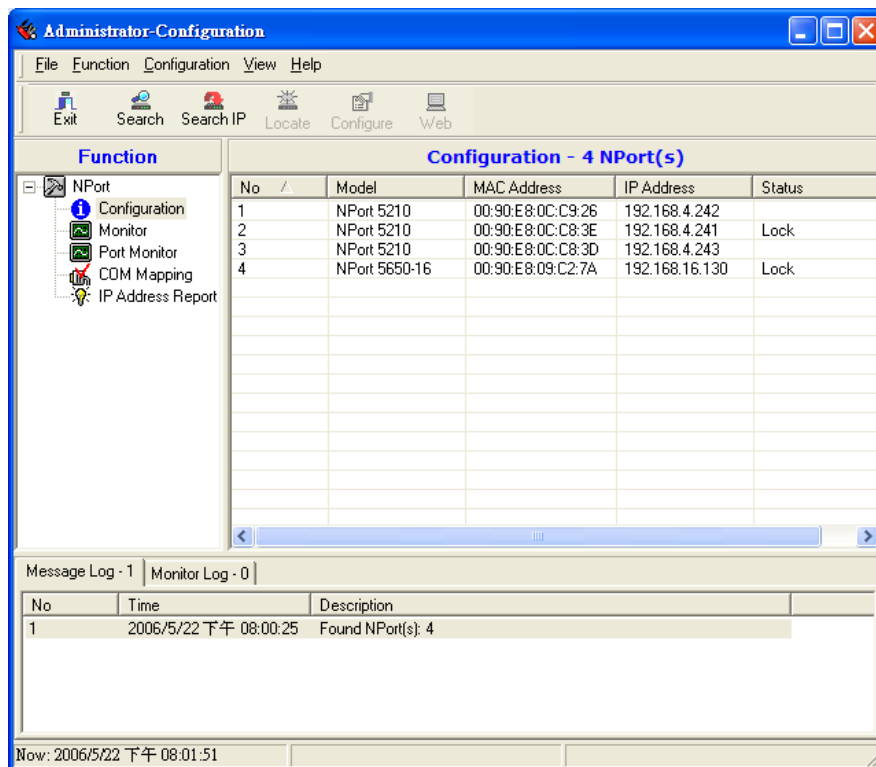 Administrator-Configuration
File Function Configuration View Help
Exit Search Search IP Locate Configure Web
Function
Configuration - 4 NPort(s)
NPort
Configuration
Monitor
Port Monitor
COM Mapping
IP Address Report
No Model MAC Address IP Address Status
1 NPort 5210 00:90:E8:0C:C9:26 192.168.4.242
2 NPort 5210 00:90:E8:0C:C8:3E 192.168.4.241 Lock
3 NPort 5210 00:90:E8:0C:C8:3D 192.168.4.243
4 NPort 5650-16 00:90:E8:09:C2:7A 192.168.16.130 Lock
Message Log - 1 Monitor Log - 0
No Time Description
1 2006/5/22 下午 08:00:25 Found NPort(s): 4
Now: 2006/5/22 下午 08:01:51